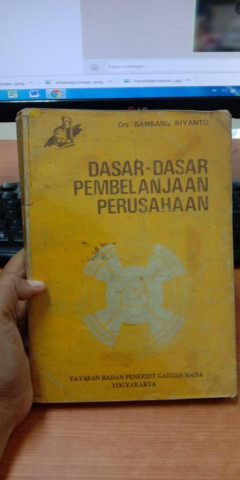 Drs. BAMBANG RIYANTO
DASAR-DASAR
PEMBELANJAAN
PERUSAHAAN
YAYASAN BADAN PENERBIT GADJAH MADA
YOGYAKARTA